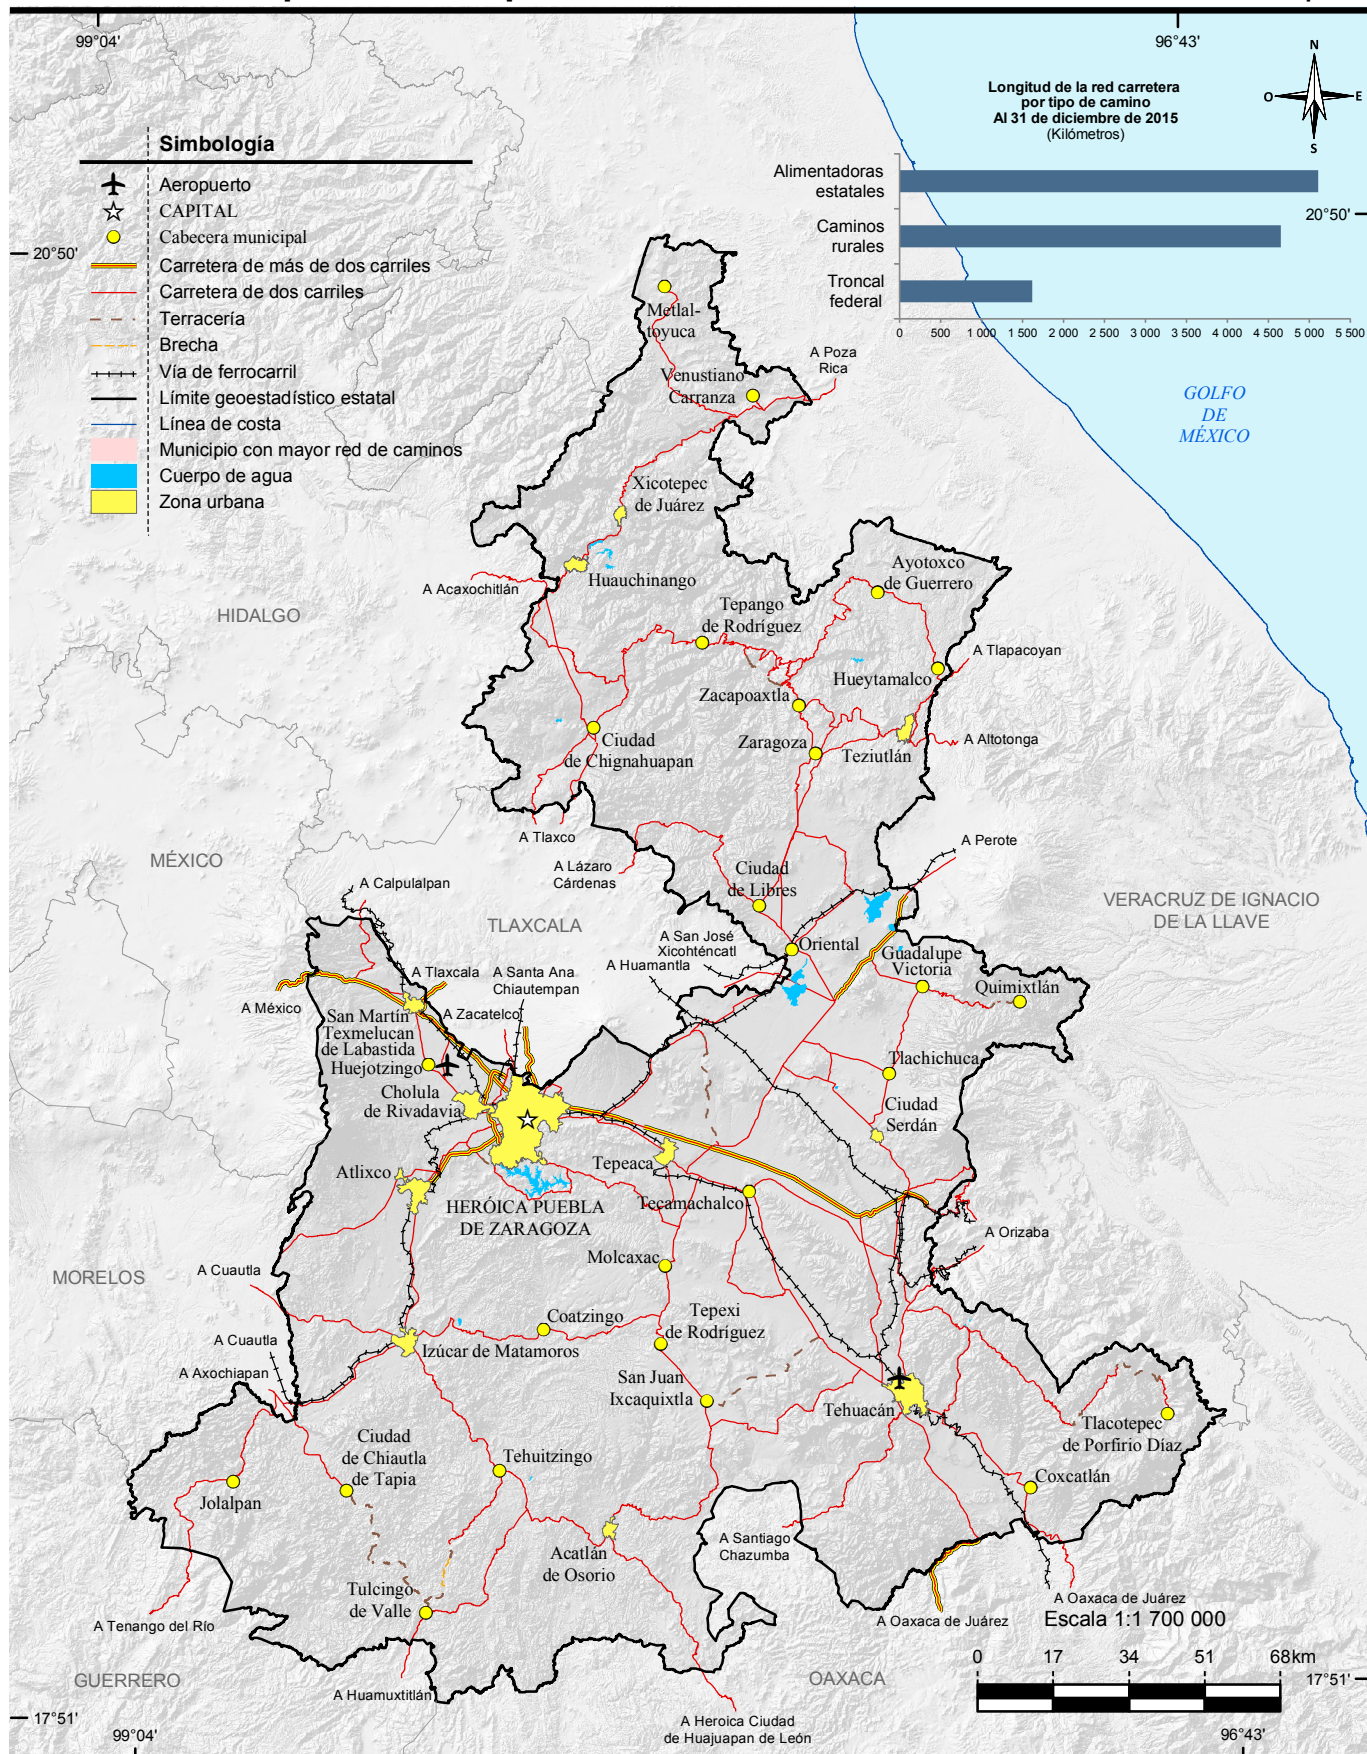 99°04'
96°43'
Longitud de la red carretera
por tipo de camino
Al 31 de diciembre de 2015
(Kilómetros)
N
O
E
S
Simbología
Aeropuerto
CAPITAL
Cabecera municipal
Carretera de más de dos carriles
Carretera de dos carriles
Terracería
Brecha
Vía de ferrocarril
Límite geoestadístico estatal
Línea de costa
Municipio con mayor red de caminos
Cuerpo de agua
Zona urbana
Alimentadoras
estatales
Caminos
rurales
Troncal
federal
0 500 1 000 1 500 2 000 2 500 3 000 3 500 4 000 4 500 5 000 5 500
20°50'
20°50'
Metlal-
toyuca
A Poza
Rica
Venustiano
Carranza
GOLFO
DE
MÉXICO
Xicotepec
de Juárez
Ayotoxco
de Guerrero
Huauchinango
A Acaxochitlán
HIDALGO
Tepango
de Rodríguez
A Tlapacoyan
Hueytamalco
Zacapoaxtla
Ciudad
de Chignahuapan
Zaragoza
Teziutlán
A Altotonga
A Tlaxco
A Lázaro
Cárdenas
A Perote
MÉXICO
Ciudad
de Libres
A Calpulalpan
VERACRUZ DE IGNACIO
DE LA LLAVE
TLAXCALA
A San José
Xicohténcatl
A Huamantla
Oriental
Guadalupe
Victoria
Quimixtlán
A Tlaxcala
A Santa Ana
Chiautempan
A México
A Zacatelco
San Martín
Texmelucan
de Labastida
Huejotzingo
Tlachichuca
Cholula
de Rivadavia
Ciudad
Serdán
Atlixco
Tepeaca
Tecamachalco
HERÓICA PUEBLA
DE ZARAGOZA
A Orizaba
Molcaxac
MORELOS
A Cuautla
Coatzingo
Tepexi
de Rodríguez
A Cuautla
Izúcar de Matamoros
A Axochiapan
San Juan
Ixcaquixtla
Tehuacán
Tlacotepec
de Porfirio Díaz
Ciudad
de Chiautla
de Tapia
Tehuitzingo
Coxcatlán
Jolalpan
A Santiago
Chazumba
Acatlán
de Osorio
Tulcingo
de Valle
A Oaxaca de Juárez
A Oaxaca de Juárez
A Tenango del Río
Escala 1:1 700 000
0 17 34 51 68km
GUERRERO
OAXACA
A Huamuxtitlán
A Heroica Ciudad
de Huajuapan de León
17°51'
17°51'
99°04'
96°43'